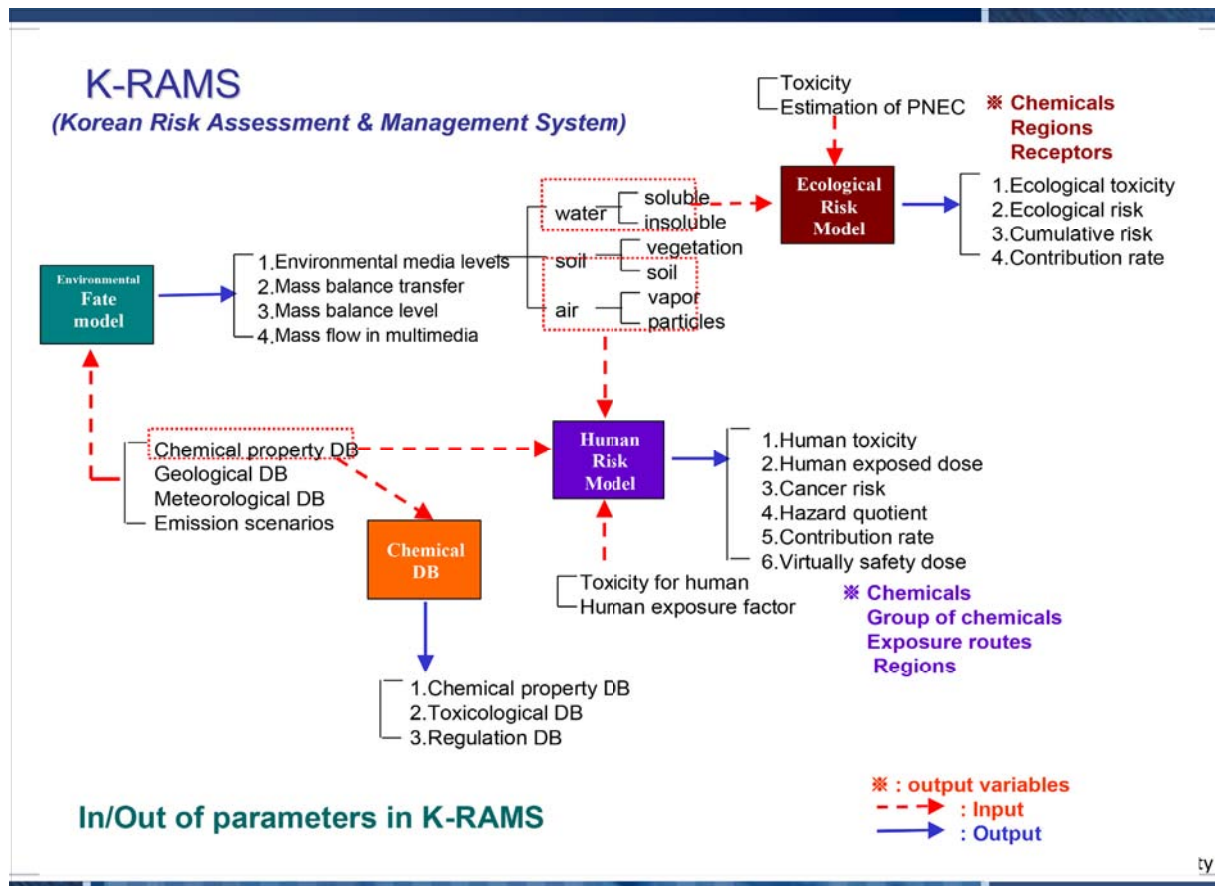 K-RAMS
(Korean Risk Assessment & Management System)
Toxicity
Estimation of PNEC
※ Chemicals
Regions
Receptors
Ecological
Risk
Model
1.Ecological toxicity
2.Ecological risk
3.Cumulative risk
4.Contribution rate
water
soluble
insoluble
soil
vegetation
soil
air
vapor
particles
Environmental
Fate
model
1.Environmental media levels
2.Mass balance transfer
3.Mass balance level
4.Mass flow in multimedia
Chemical property DB
Geological DB
Meteorological DB
Emission scenarios
Human
Risk
Model
1.Human toxicity
2.Human exposed dose
3.Cancer risk
4.Hazard quotient
5.Contribution rate
6.Virtually safety dose
Chemical
DB
Toxicity for human
Human exposure factor
※ Chemicals
Group of chemicals
Exposure routes
Regions
1.Chemical property DB
2.Toxicological DB
3.Regulation DB
※ : output variables
: Input
: Output
In/Out of parameters in K-RAMS
ty